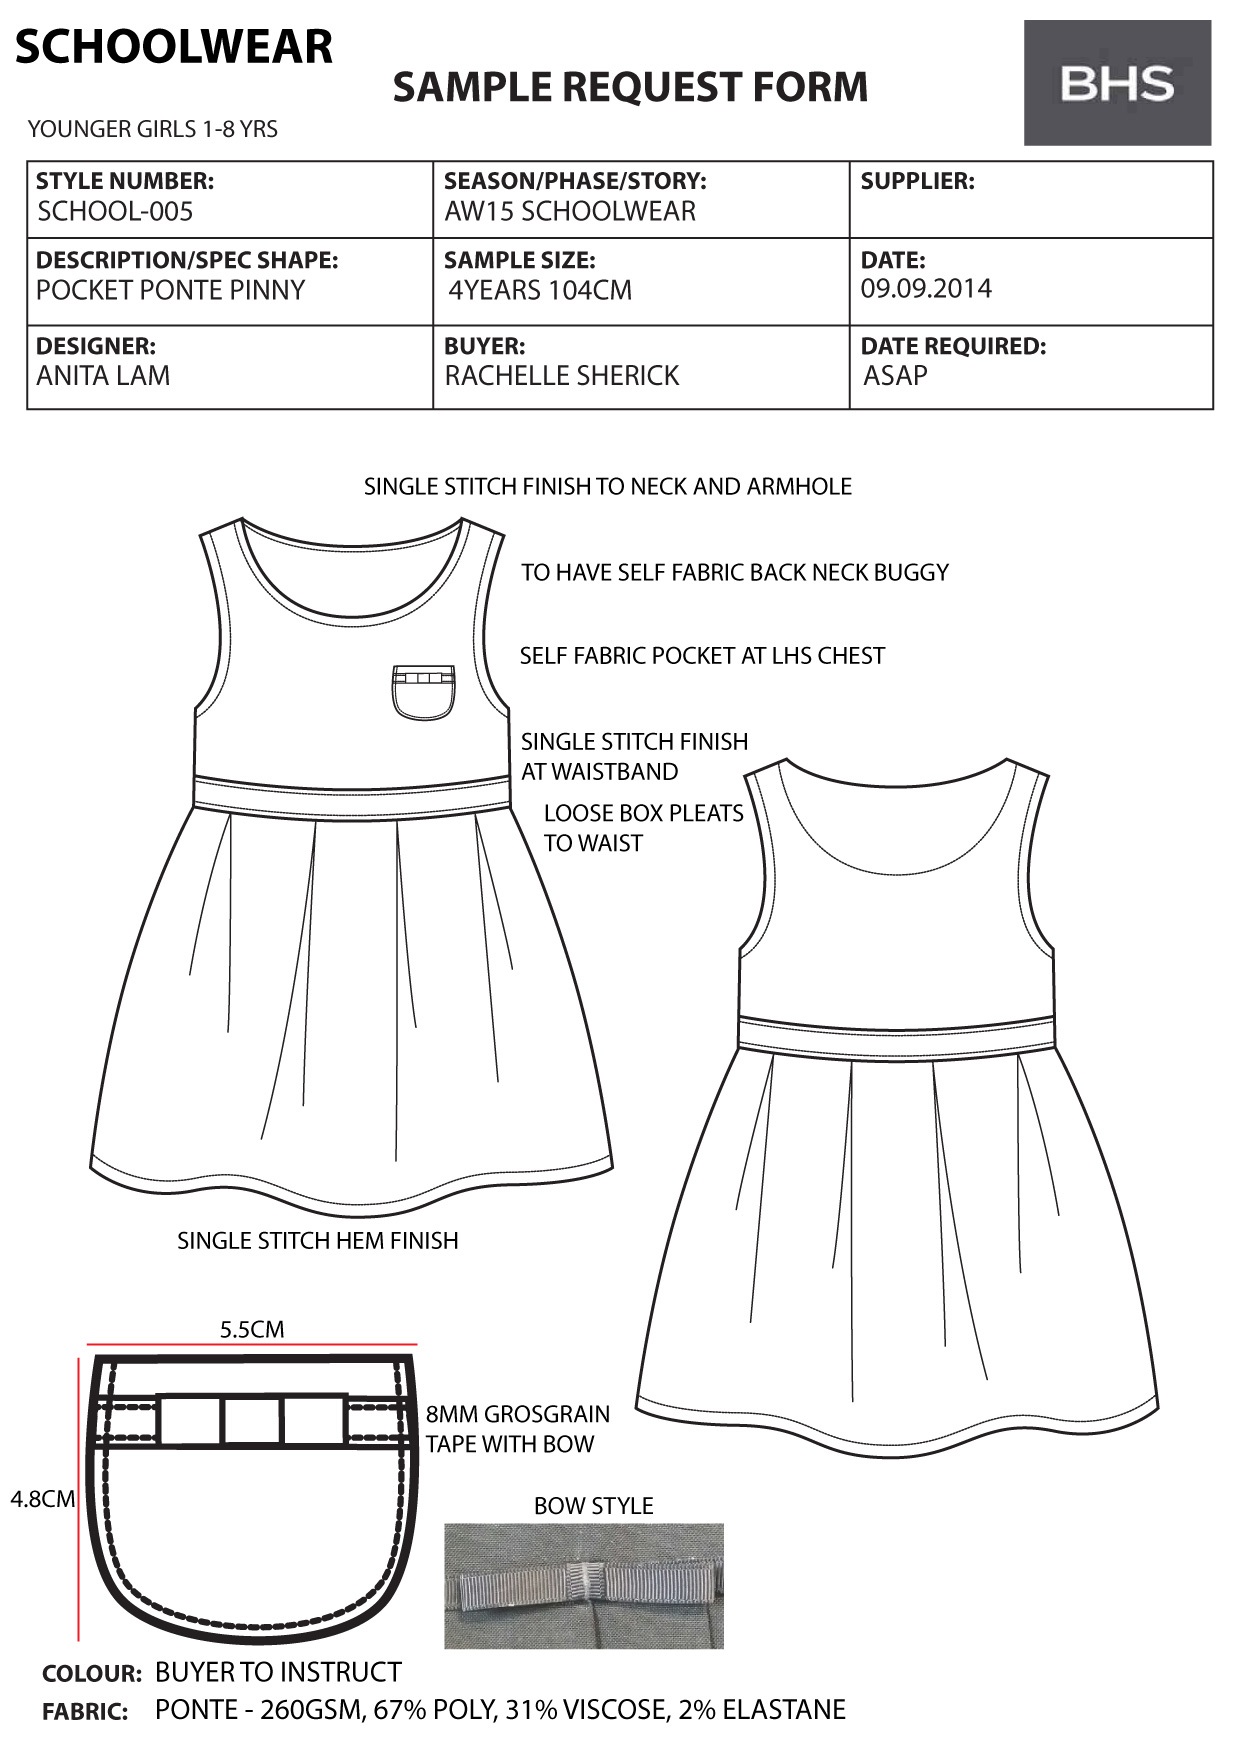 SCHOOLWEAR
SAMPLE REQUEST FORM
BHS
YOUNGER GIRLS 1-8 YRS
STYLE NUMBER:
SCHOOL-005
SEASON/PHASE/STORY:
AW15 SCHOOLWEAR
SUPPLIER:
DESCRIPTION/SPEC SHAPE:
POCKET PONTE PINNY
SAMPLE SIZE:
4YEARS 104CM
DATE:
09.09.2014
DESIGNER:
ANITA LAM
BUYER:
RACHELLE SHERICK
DATE REQUIRED:
ASAP
SINGLE STITCH FINISH TO NECK AND ARMHOLE
TO HAVE SELF FABRIC BACK NECK BUGGY
SELF FABRIC POCKET AT LHS CHEST
SINGLE STITCH FINISH
AT WAISTBAND
LOOSE BOX PLEATS
TO WAIST
SINGLE STITCH HEM FINISH
5.5CM
8MM GROSGRAIN
TAPE WITH BOW
4.8CM
BOW STYLE
COLOUR: BUYER TO INSTRUCT
FABRIC: PONTE - 260GSM, 67% POLY, 31% VISCOSE, 2% ELASTANE